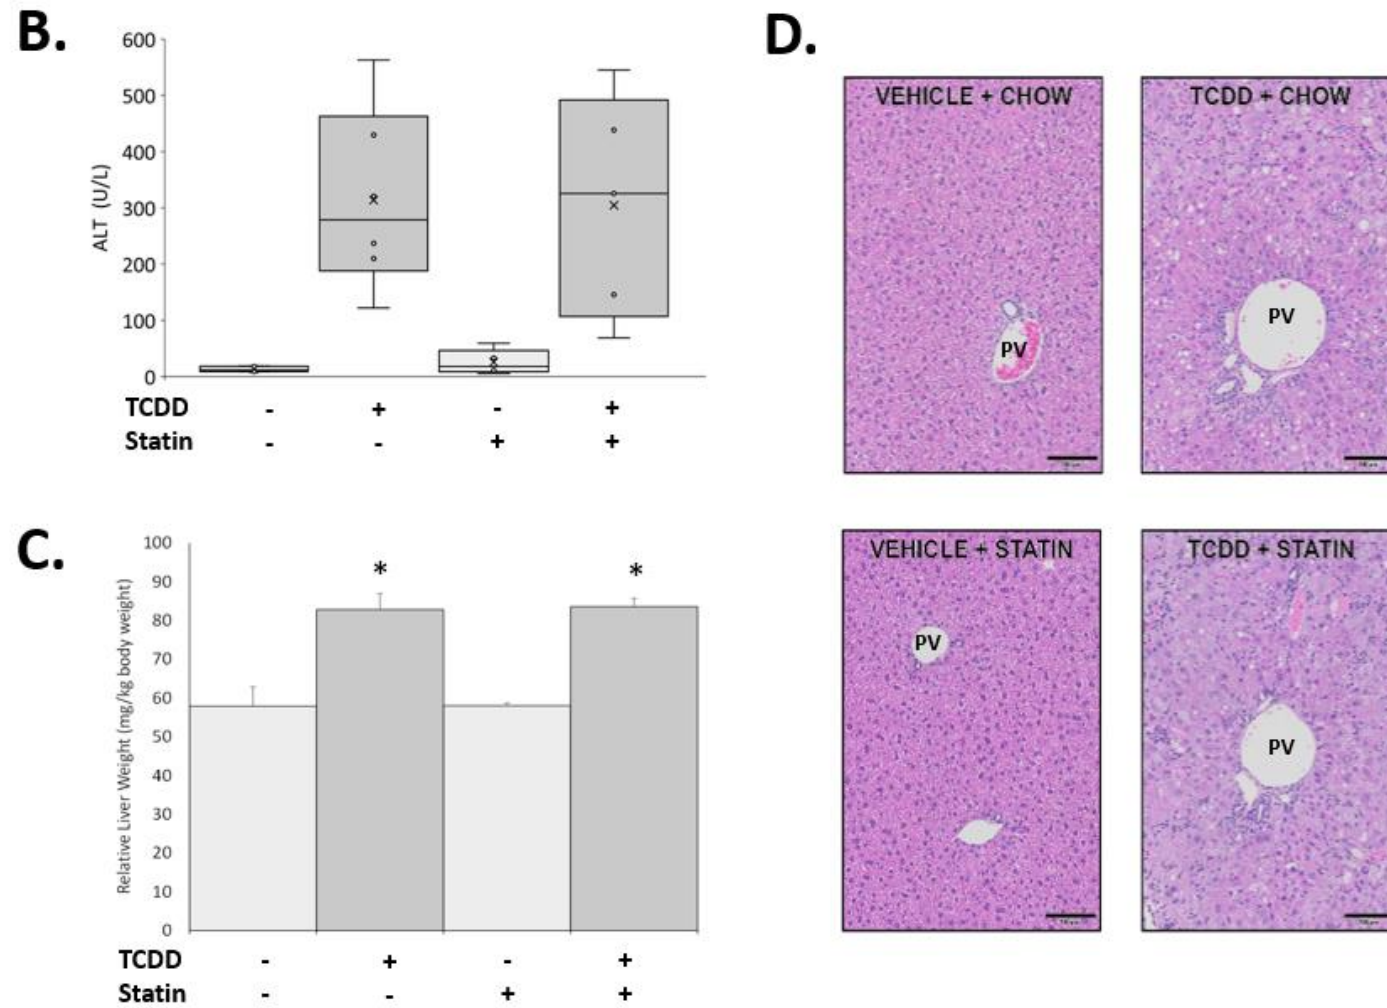 B.
600
500
400
300
200
100
0
ALT (U/L)
TCDD - + - +
Statin - - + +
C.
100
90
80
70
60
50
40
30
20
10
0
Relative Liver Weight (mg/kg body weight)
* *
TCDD - + - +
Statin - - + +
D.
VEHICLE + CHOW
PV
TCDD + CHOW
PV
VEHICLE + STATIN
PV
TCDD + STATIN
PV